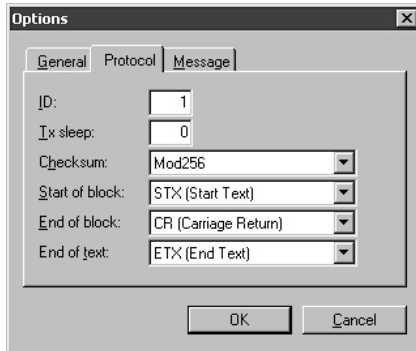 Options
General Protocol Message
ID: 1
Tx sleep: 0
Checksum: Mod256
Start of block: STX (Start Text)
End of block: CR (Carriage Return)
End of text: ETX (End Text)
OK Cancel